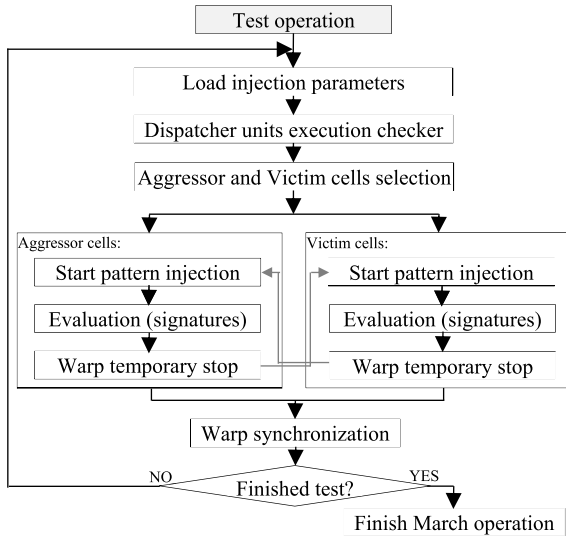 Test operation
Load injection parameters
Dispatcher units execution checker
Aggressor and Victim cells selection
Aggressor cells:
Start pattern injection
Evaluation (signatures)
Warp temporary stop
Victim cells:
Start pattern injection
Evaluation (signatures)
Warp temporary stop
Warp synchronization
NO
Finished test?
YES
Finish March operation